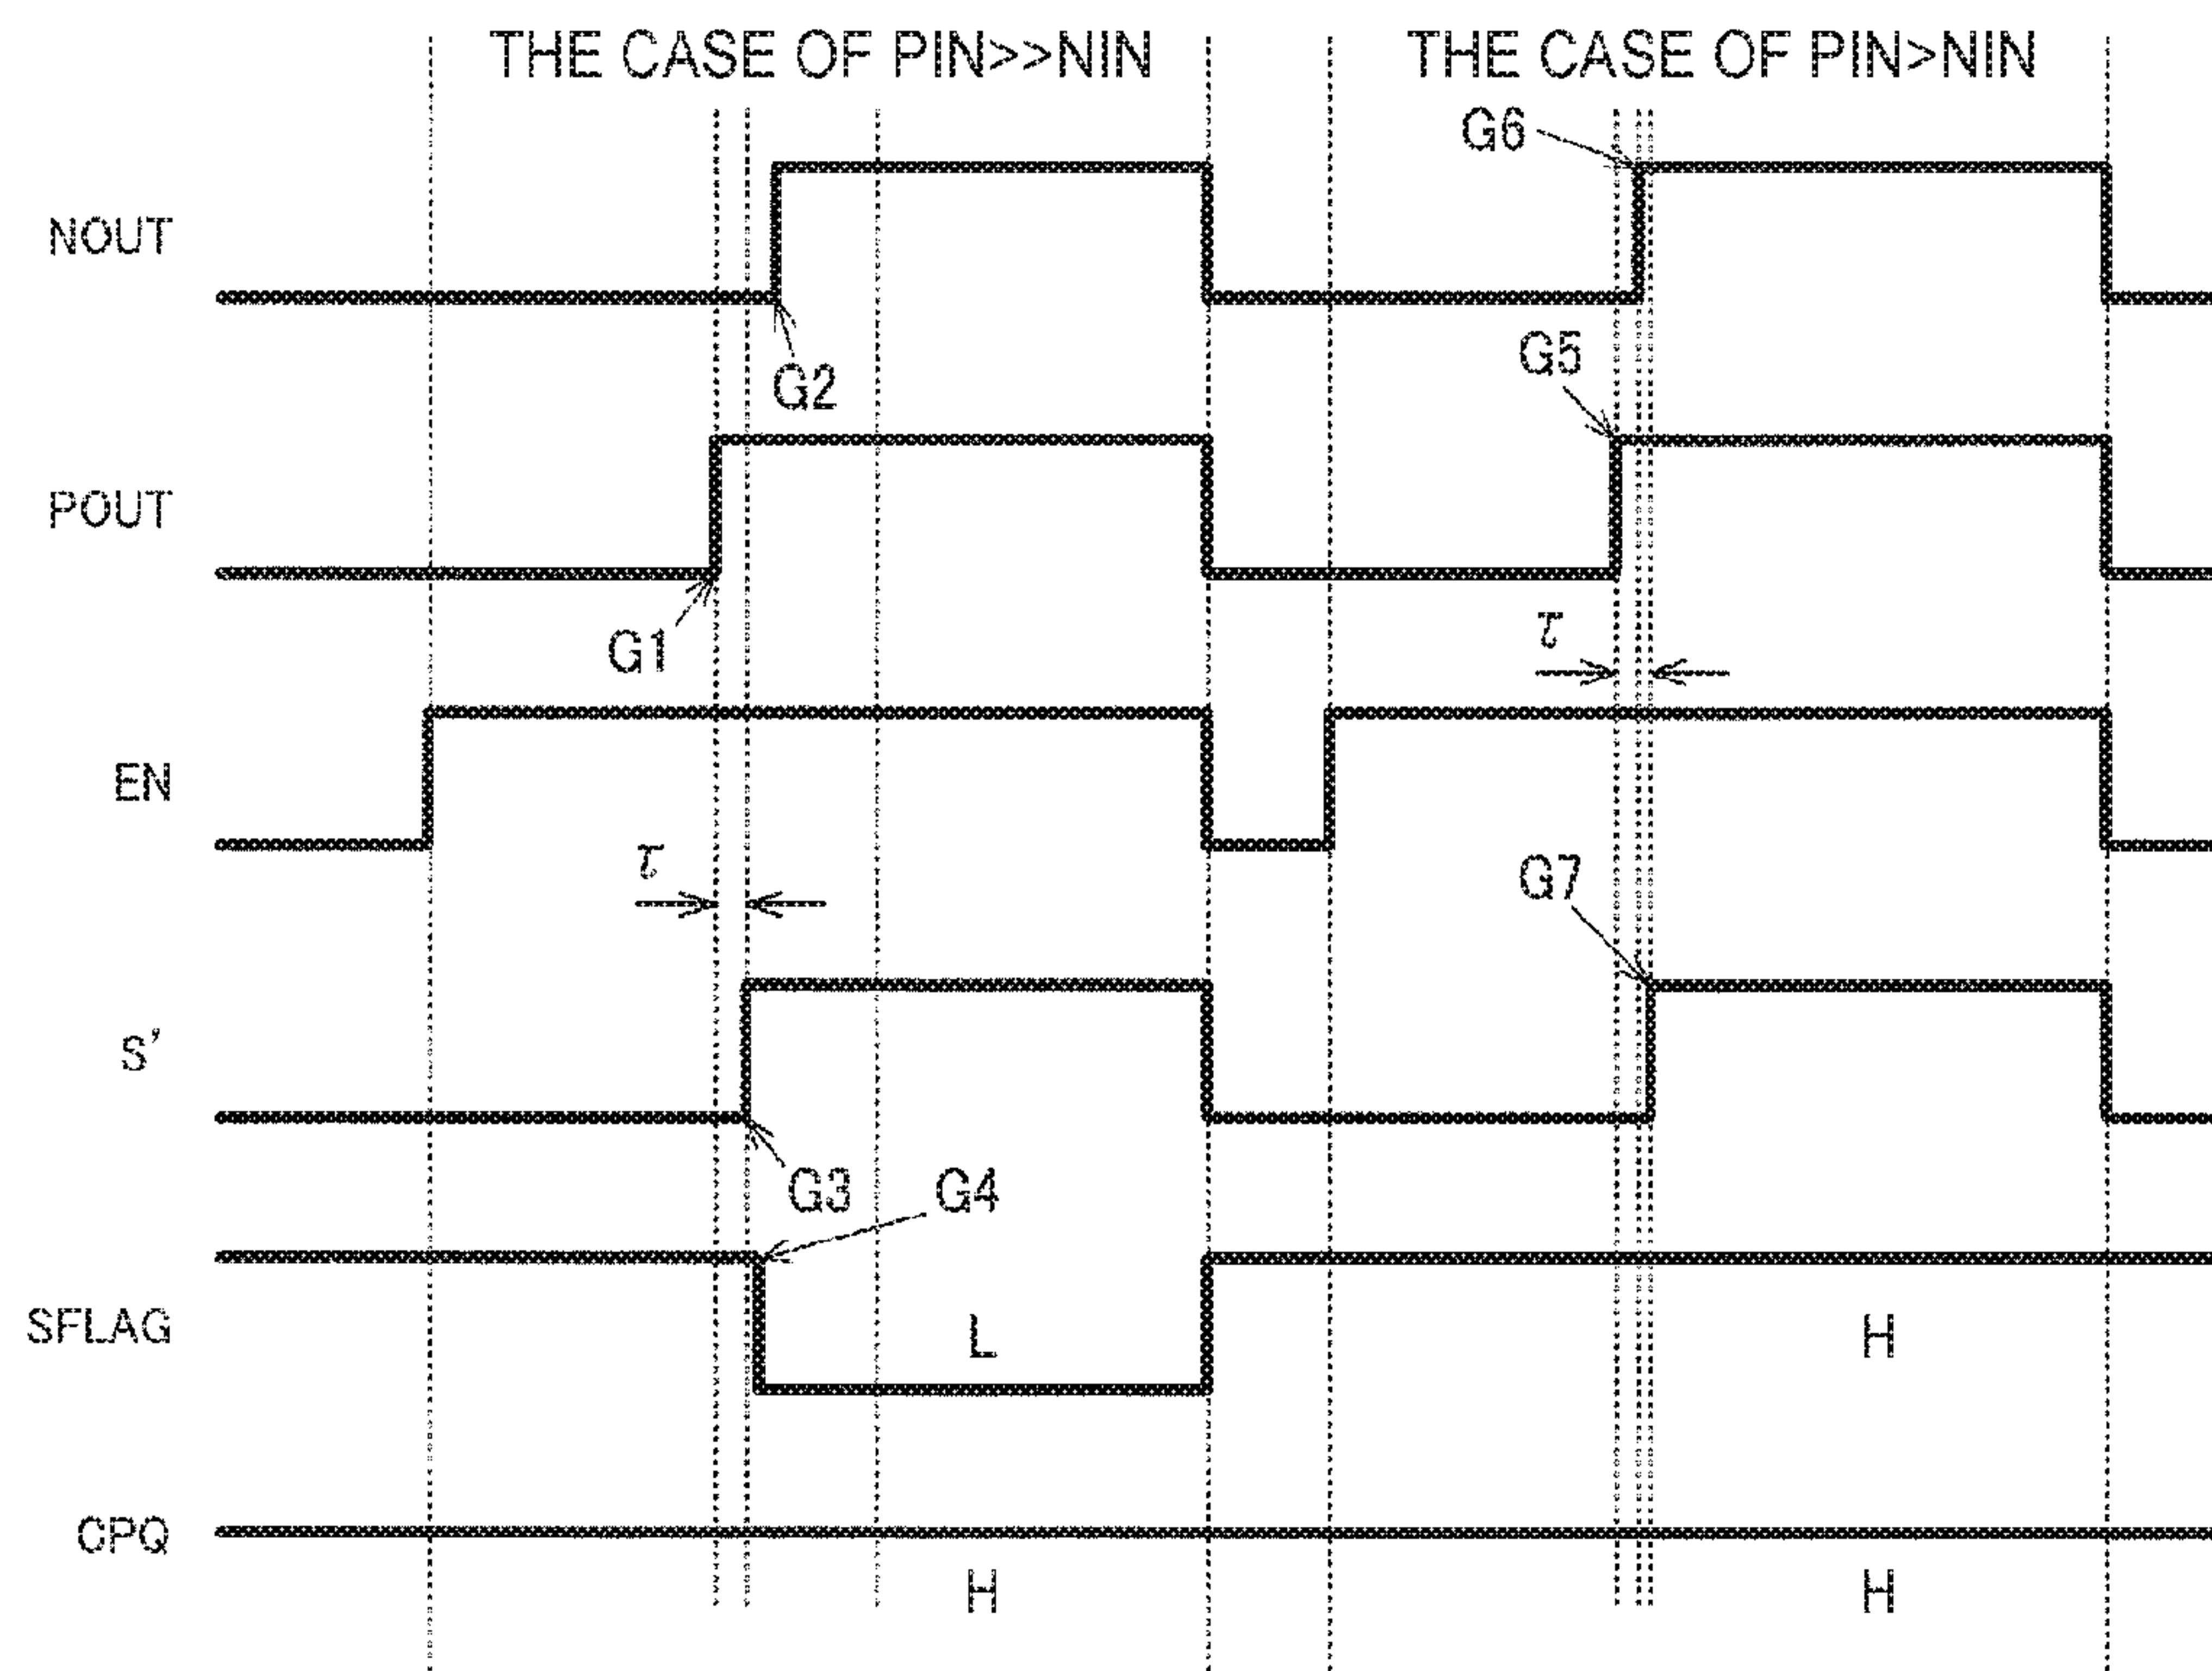 THE CASE OF PIN>>NIN
THE CASE OF PIN>NIN
G6
NOUT
G5
G2
POUT
τ
G1
EN
τ
G7
S'
G3
G4
SFLAG
L
H
CPQ
H
H